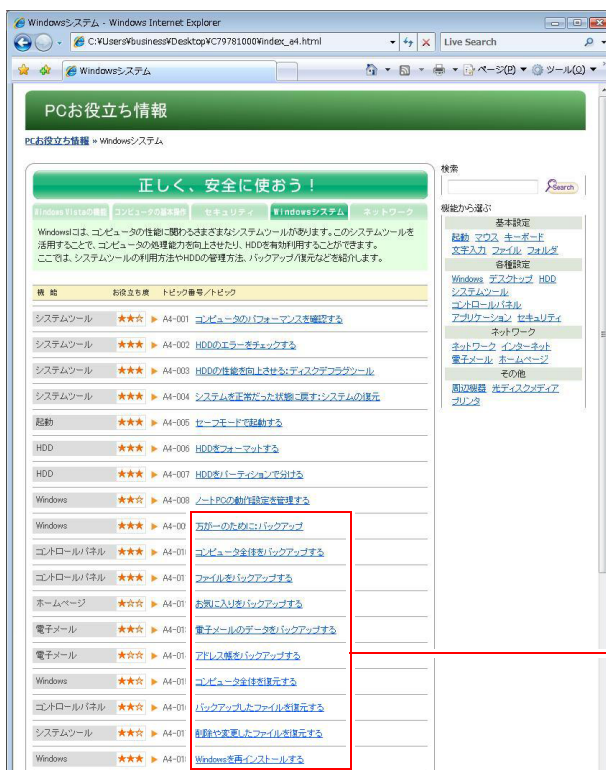 Windowsシステム - Windows Internet Explorer
C:¥Users¥business¥Desktop¥C79781000¥index_a4.html
Live Search
Windowsシステム
ページ(P)
ツール(O)
PCお役立ち情報
PCお役立ち情報 » Windowsシステム
正しく、安全に使おう！
Windows Vistaの機能 コンピュータの基本操作 セキュリティ Windowsシステム ネットワーク
Windowsには、コンピュータの性能に関わるさまざまなシステムツールがあります。このシステムツールを
活用することで、コンピュータの処理能力を向上させたり、HDDを有効利用することができます。
ここでは、システムツールの利用方法やHDDの管理方法、バックアップ/復元などを紹介します。
機 能 お役立ち度 トピック番号／トピック
システムツール ★★☆ ▶ A4-001 コンピュータのパフォーマンスを確認する
システムツール ★★★ ▶ A4-002 HDDのエラーをチェックする
システムツール ★★★ ▶ A4-003 HDDの性能を向上させる：ディスクデフラグツール
システムツール ★★★ ▶ A4-004 システムを正常だった状態に戻す：システムの復元
起動 ★★★ ▶ A4-005 セーフモードで起動する
HDD ★★★ ▶ A4-006 HDDをフォーマットする
HDD ★★★ ▶ A4-007 HDDをパーティションで分ける
Windows ★★☆ ▶ A4-008 ノートPCの動作設定を管理する
Windows ★★★ ▶ A4-00 万が一のために：バックアップ
コントロールパネル ★★★ ▶ A4-01 コンピュータ全体をバックアップする
コントロールパネル ★★★ ▶ A4-01 ファイルをバックアップする
ホームページ ★☆☆ ▶ A4-01 お気に入りをバックアップする
電子メール ★★☆ ▶ A4-01 電子メールのデータをバックアップする
電子メール ★☆☆ ▶ A4-01 アドレス帳をバックアップする
Windows ★★☆ ▶ A4-01 コンピュータ全体を復元する
コントロールパネル ★★☆ ▶ A4-01 バックアップしたファイルを復元する
システムツール ★★☆ ▶ A4-01 削除や変更したファイルを復元する
Windows ★★★ ▶ A4-01 Windowsを再インストールする
検索
Search
機能から選ぶ
基本設定
起動 マウス キーボード
文字入力 ファイル フォルダ
各種設定
Windows デスクトップ HDD
システムツール
コントロールパネル
アプリケーション セキュリティ
ネットワーク
ネットワーク インターネット
電子メール ホームページ
その他
周辺機器 光ディスクメディア
プリンタ